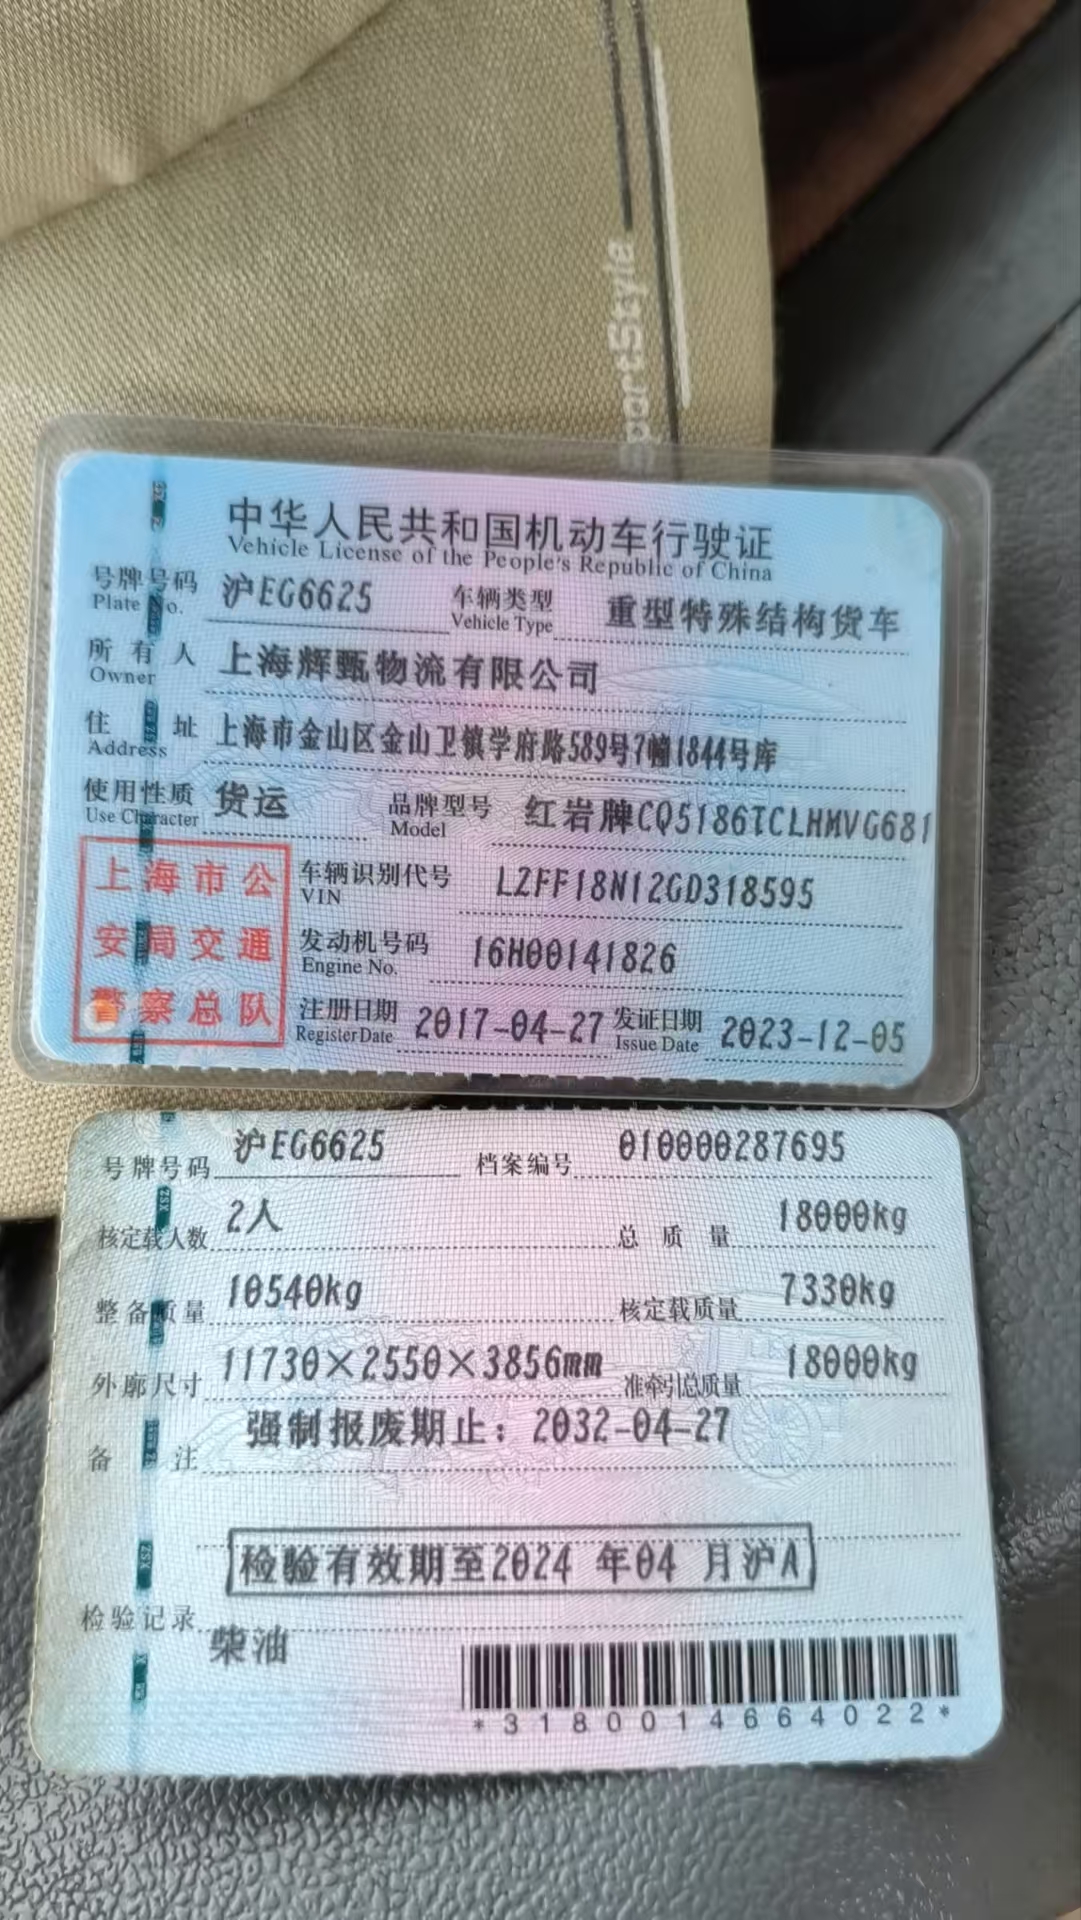 portStyle
中华人民共和国机动车行驶证
Vehicle License of the People's Republic of China
号牌号码 沪EG6625 车辆类型 重型特殊结构货车
Plate No. Vehicle Type
所有人 上海辉甄物流有限公司
Owner
住址 上海市金山区金山卫镇学府路589号7幢1844号库
Address
使用性质 货运 品牌型号 红岩牌CQ5186TCLHMVG681
Use Character Model
上海市公
安局交通
警察总队
车辆识别代号 LZFF18N12GD318595
VIN
发动机号码 16H00141826
Engine No.
注册日期 2017-04-27 发证日期 2023-12-05
Register Date Issue Date
号牌号码 沪EG6625 档案编号 010000287695
核定载人数 2人 总质量 18000kg
整备质量 10540kg 核定载质量 7330kg
外廓尺寸 11730×2550×3856mm 准牵引总质量 18000kg
备注 强制报废期止：2032-04-27
检验有效期至2024 年04 月沪A
检验记录
柴油
*3180014664022*